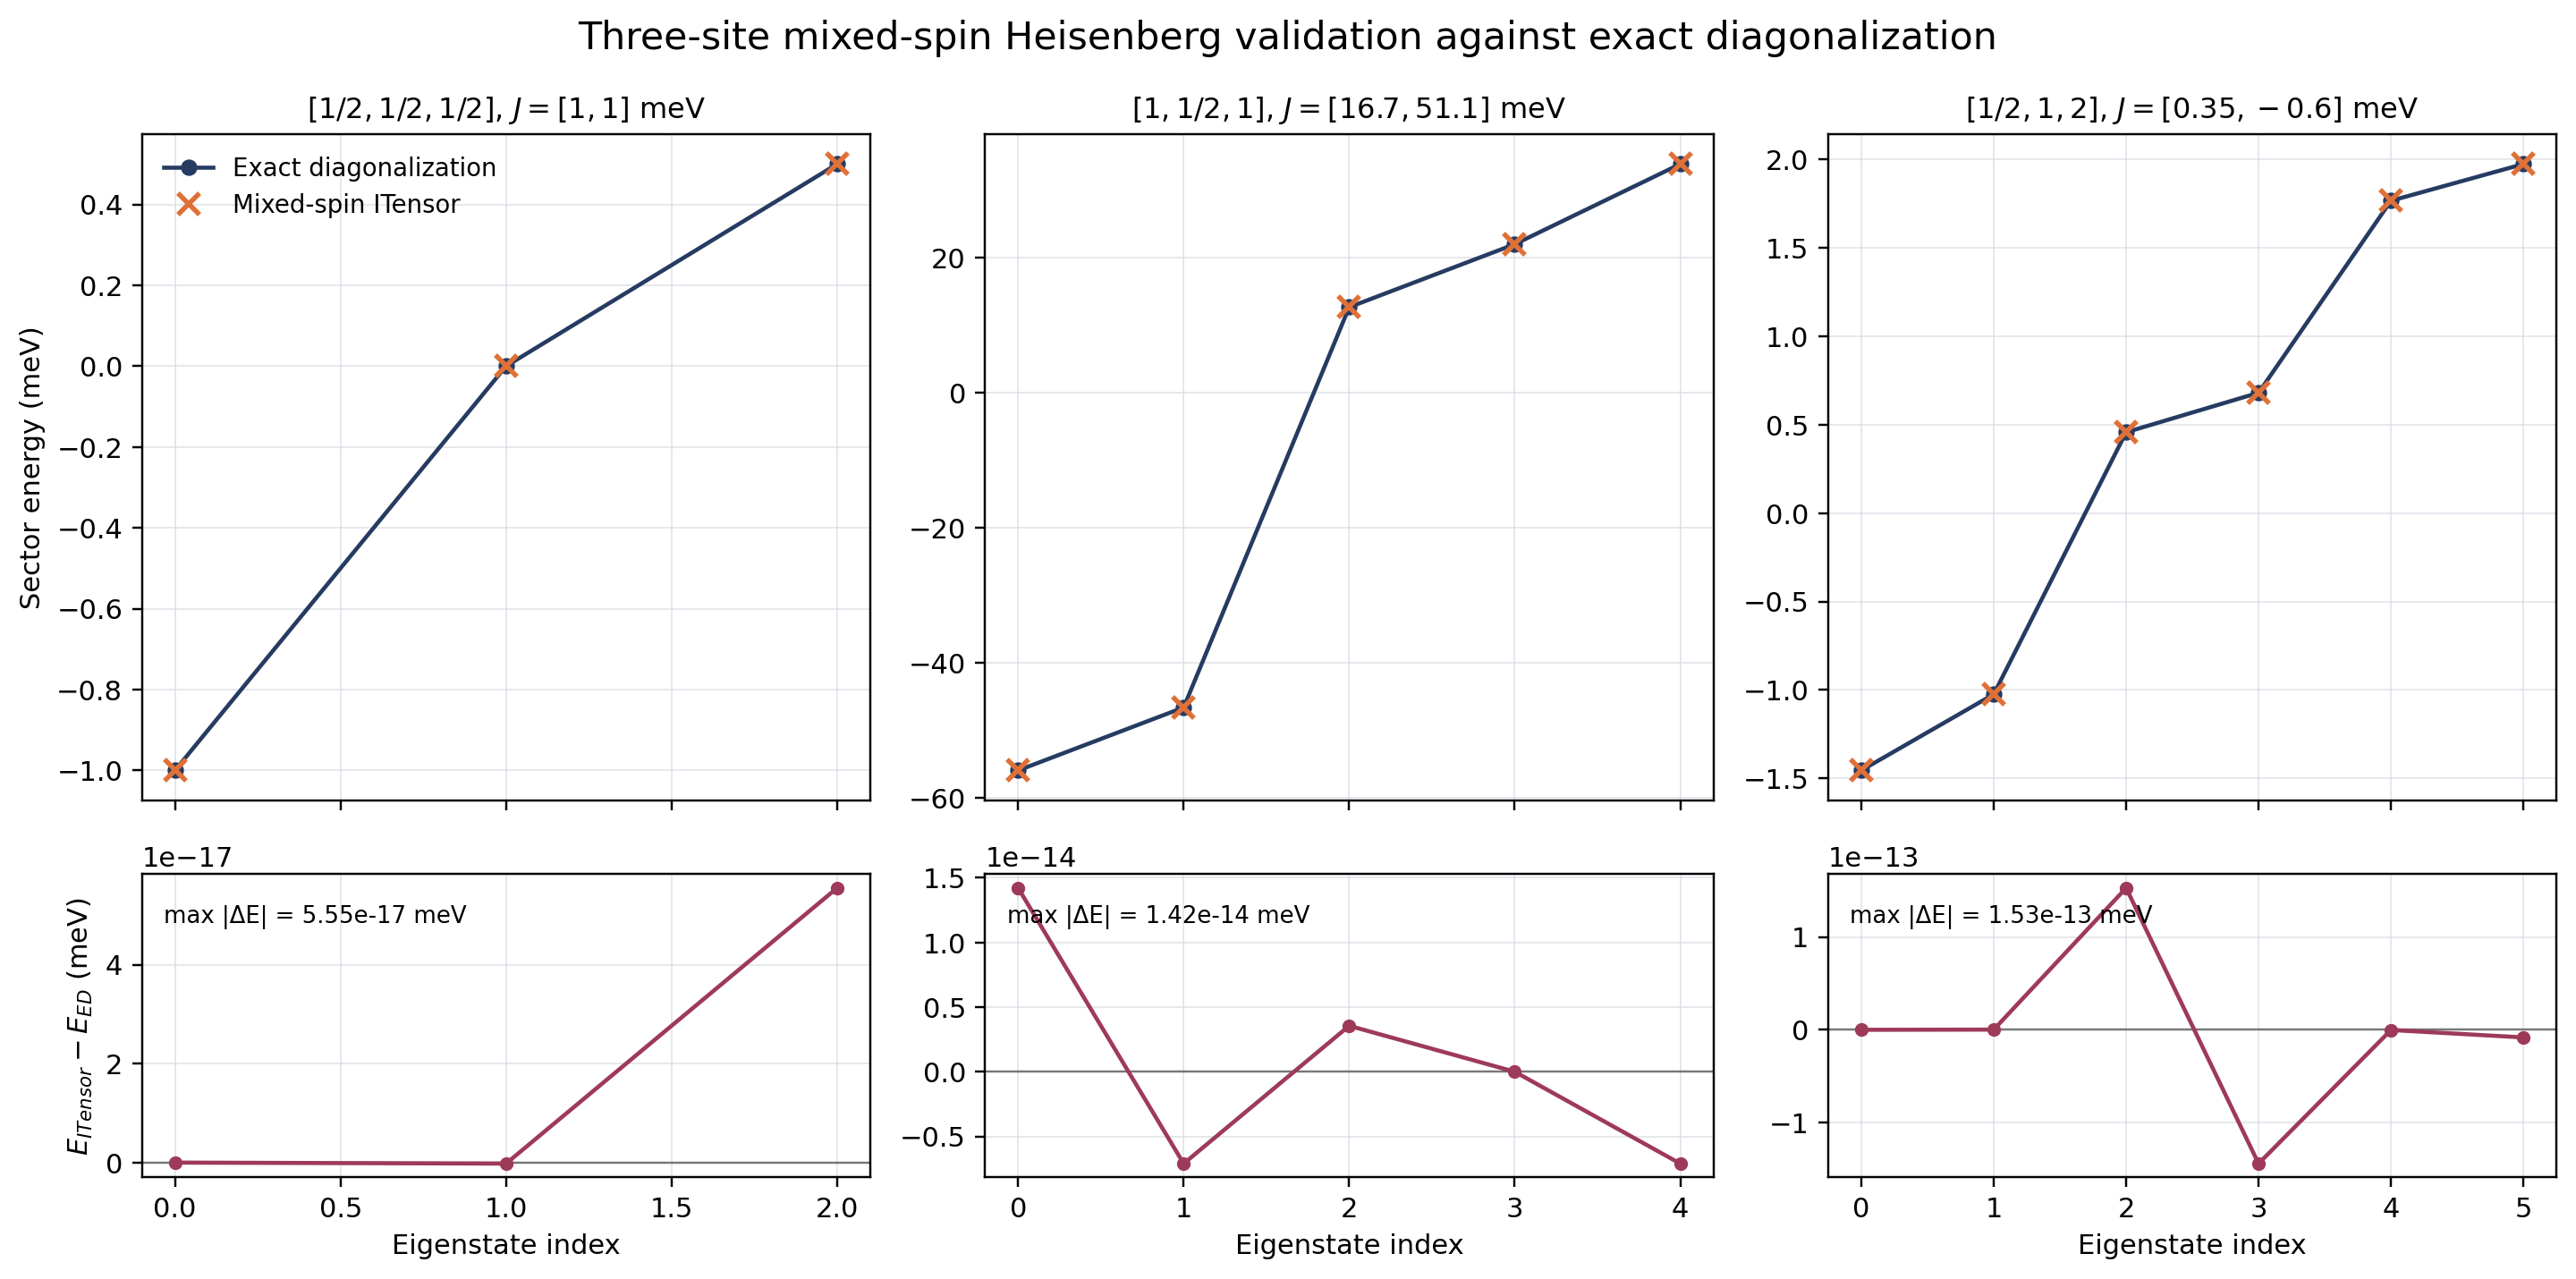 Three-site mixed-spin Heisenberg validation against exact diagonalization
[1/2, 1/2, 1/2], J = [1, 1] meV
Exact diagonalization
Mixed-spin ITensor
Sector energy (meV)
0.4
0.2
0.0
−0.2
−0.4
−0.6
−0.8
−1.0
[1, 1/2, 1], J = [16.7, 51.1] meV
20
0
−20
−40
−60
[1/2, 1, 2], J = [0.35, −0.6] meV
2.0
1.5
1.0
0.5
0.0
−0.5
−1.0
−1.5
1e−17
max |ΔE| = 5.55e-17 meV
E_ITensor − E_ED (meV)
4
2
0
0.0 0.5 1.0 1.5 2.0
Eigenstate index
1e−14
max |ΔE| = 1.42e-14 meV
1.5
1.0
0.5
0.0
−0.5
0 1 2 3 4
Eigenstate index
1e−13
max |ΔE| = 1.53e-13 meV
1
0
−1
0 1 2 3 4 5
Eigenstate index